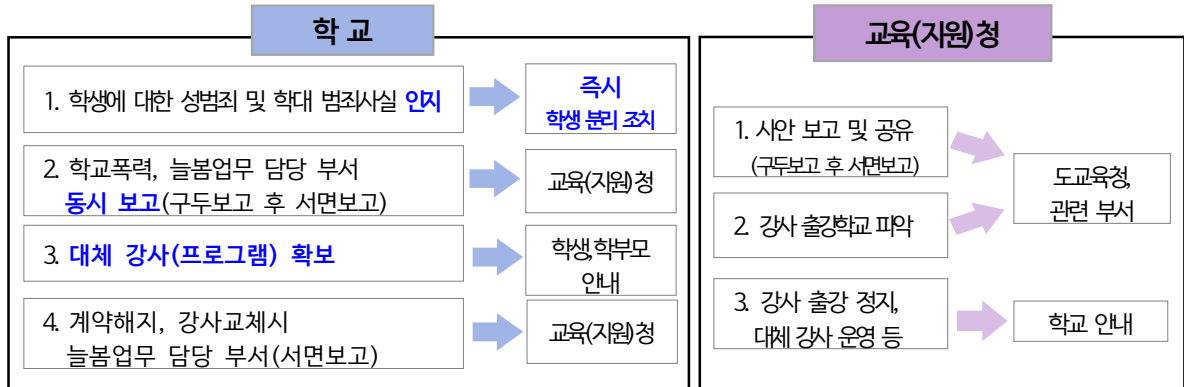 학 교
1. 학생에 대한 성범죄 및 학대 범죄사실 인지
즉시
학생 분리 조치
2. 학교폭력, 늘봄업무 담당 부서
동시 보고(구두보고 후 서면보고)
교육(지원)청
3. 대체 강사(프로그램) 확보
학생,학부모
안내
4. 계약해지, 강사교체시
늘봄업무 담당 부서(서면보고)
교육(지원)청
교육(지원)청
1. 사안 보고 및 공유
(구두보고 후 서면보고)
2. 강사 출강학교 파악
도교육청,
관련 부서
3. 강사 출강 정지,
대체 강사 운영 등
학교 안내